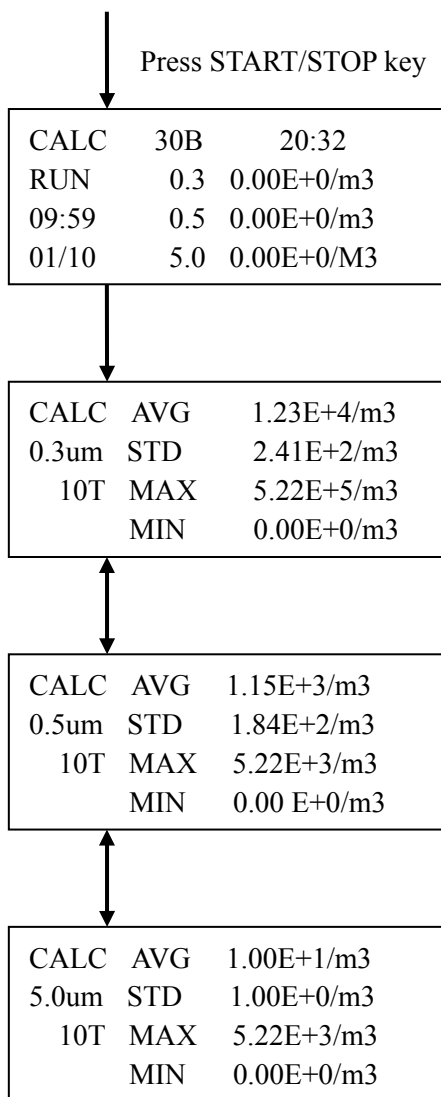 Press START/STOP key
CALC 30B 20:32
RUN 0.3 0.00E+0/m3
09:59 0.5 0.00E+0/m3
01/10 5.0 0.00E+0/M3
CALC AVG 1.23E+4/m3
0.3um STD 2.41E+2/m3
10T MAX 5.22E+5/m3
MIN 0.00E+0/m3
CALC AVG 1.15E+3/m3
0.5um STD 1.84E+2/m3
10T MAX 5.22E+3/m3
MIN 0.00 E+0/m3
CALC AVG 1.00E+1/m3
5.0um STD 1.00E+0/m3
10T MAX 5.22E+3/m3
MIN 0.00E+0/m3